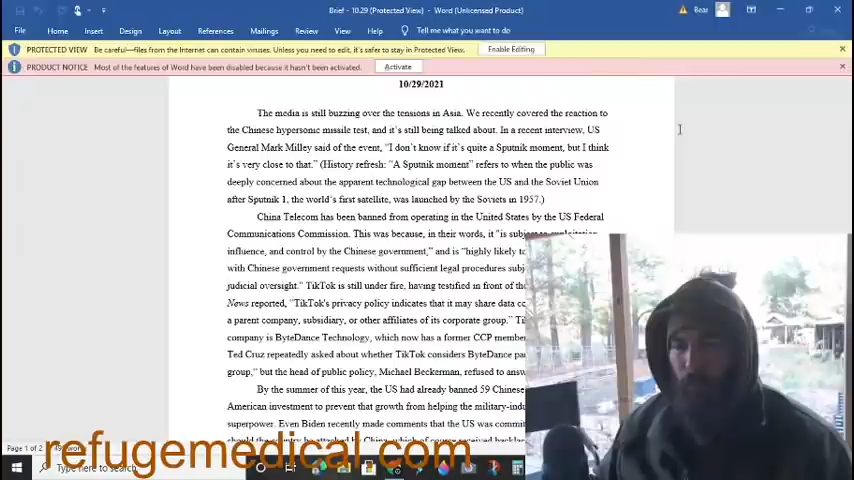 Brief - 10.29 (Protected View) - Word (Unlicensed Product)
Bear
File Home Insert Draw Design Layout References Mailings Review View Help Tell me what you want to do
PROTECTED VIEW Be careful—files from the Internet can contain viruses. Unless you need to edit, it's safer to stay in Protected View. Enable Editing
PRODUCT NOTICE Most of the features of Word have been disabled because it hasn't been activated. Activate
10/29/2021
The media is still buzzing over the tensions in Asia. We recently covered the reaction to
the Chinese hypersonic missile test, and it's still being talked about. In a recent interview, US
General Mark Milley said of the event, "I don't know if it's quite a Sputnik moment, but I think
it's very close to that." (History refresh: "A Sputnik moment" refers to when the public was
deeply concerned about the apparent technological gap between the US and the Soviet Union
after Sputnik 1, the world's first satellite, was launched by the Soviets in 1957.)
China Telecom has been banned from operating in the United States by the US Federal
Communications Commission. This was because, in their words, it "is subject to exploitation,
influence, and control by the Chinese government," and is "highly likely to
with Chinese government requests without sufficient legal procedures
judicial oversight." TikTok is still under fire, having testified in front of the
News reported, "TikTok's privacy policy indicates that it may share data
a parent company, subsidiary, or other affiliates of its corporate group."
company is ByteDance Technology, which now has a former CCP
Ted Cruz repeatedly asked about whether TikTok considers ByteDance
group," but the head of public policy, Michael Beckerman, refused to
By the summer of this year, the US had already banned 59 Chinese
American investment to prevent that growth from helping the
superpower. Even Biden recently made comments that the US was
should the country be attacked by China, which of course received
Page 1 of 2
refugemedical.com
Type here to search